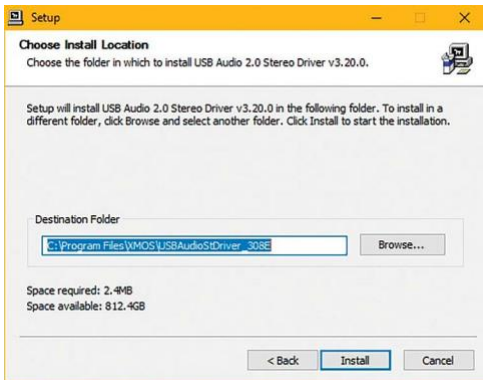 Setup
Choose Install Location
Choose the folder in which to install USB Audio 2.0 Stereo Driver v3.20.0.
Setup will install USB Audio 2.0 Stereo Driver v3.20.0 in the following folder. To install in a
different folder, click Browse and select another folder. Click Install to start the installation.
Destination Folder
C:\Program Files\XMOS\USBAudioStDriver_308E
Browse...
Space required: 2.4MB
Space available: 812.4GB
< Back
Install
Cancel